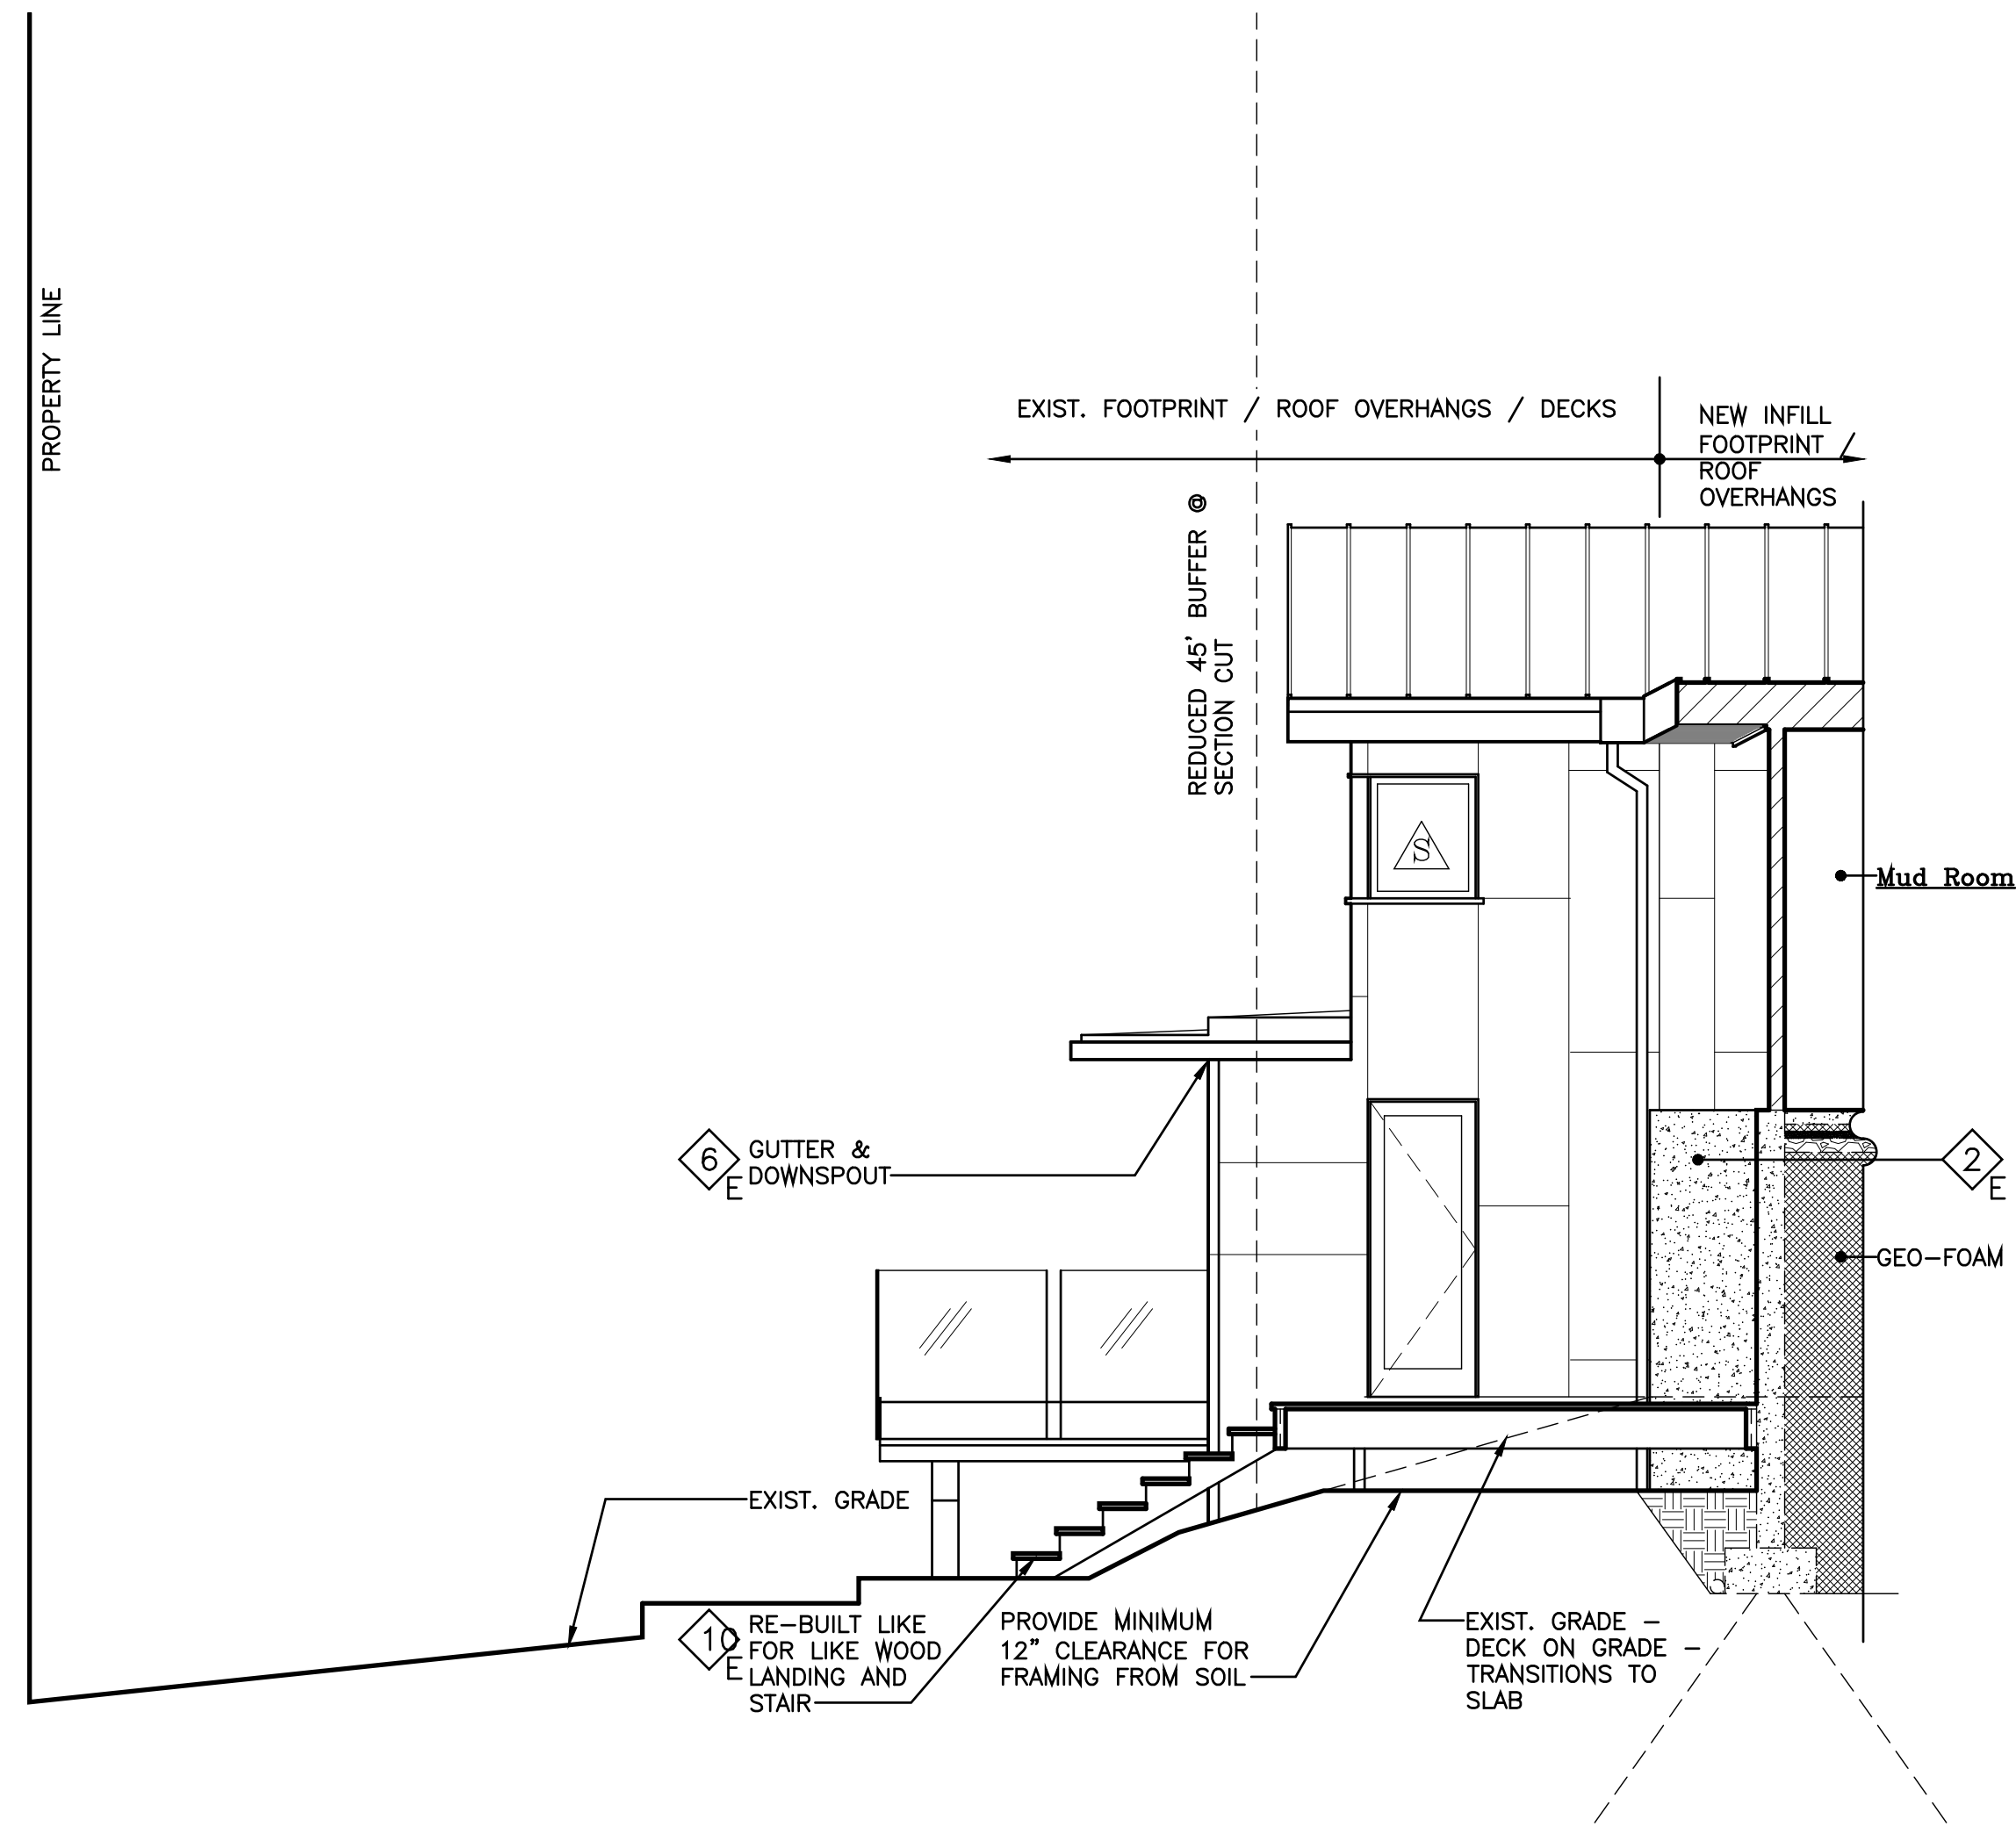 PROPERTY LINE
EXIST. FOOTPRINT / ROOF OVERHANGS / DECKS
NEW INFILL
FOOTPRINT /
ROOF
OVERHANGS
REDUCED 45' BUFFER @
SECTION CUT
S
Mud Room
6
E
GUTTER &
DOWNSPOUT
2
E
GEO-FOAM
EXIST. GRADE
10
E
RE-BUILT LIKE
FOR LIKE WOOD
LANDING AND
STAIR
PROVIDE MINIMUM
12" CLEARANCE FOR
FRAMING FROM SOIL
EXIST. GRADE -
DECK ON GRADE -
TRANSITIONS TO
SLAB